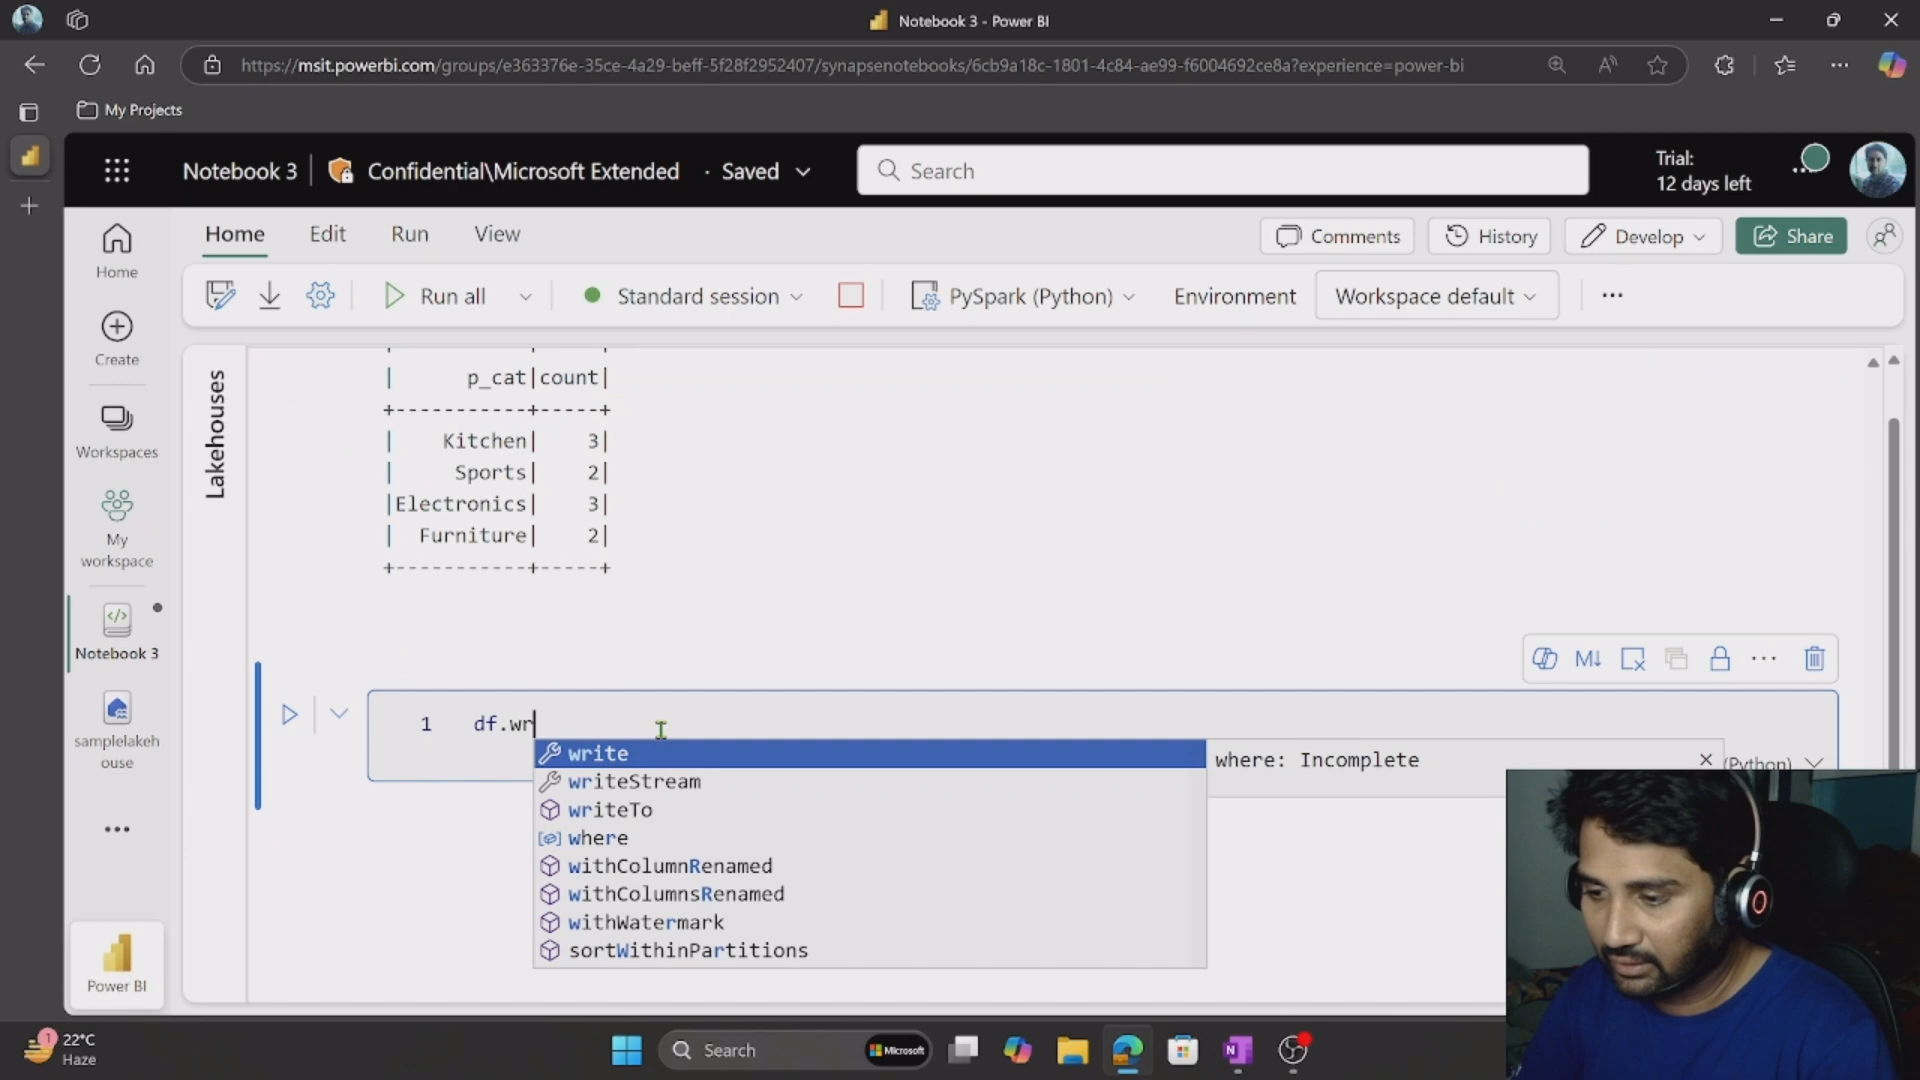 Notebook 3 - Power BI
https://msit.powerbi.com/groups/e363376e-35ce-4a29-beff-5f28f2952407/synapsenotebooks/6cb9a18c-1801-4c84-ae99-f6004692ce8a?experience=power-bi
My Projects
Notebook 3 Confidential\Microsoft Extended · Saved
Search
Trial:
12 days left
Home Edit Run View
Comments History Develop Share
Run all Standard session PySpark (Python) Environment Workspace default ...
Home
Create
Workspaces
My
workspace
Notebook 3
samplelakeh
ouse
Power BI
Lakehouses
| p_cat|count|
+-----------+-----+
| Kitchen| 3|
| Sports| 2|
|Electronics| 3|
| Furniture| 2|
+-----------+-----+
M↓
1 df.wr
write
writeStream
writeTo
where
withColumnRenamed
withColumnsRenamed
withWatermark
sortWithinPartitions
where: Incomplete
(Python)
1
22°C
Haze
Search
Microsoft